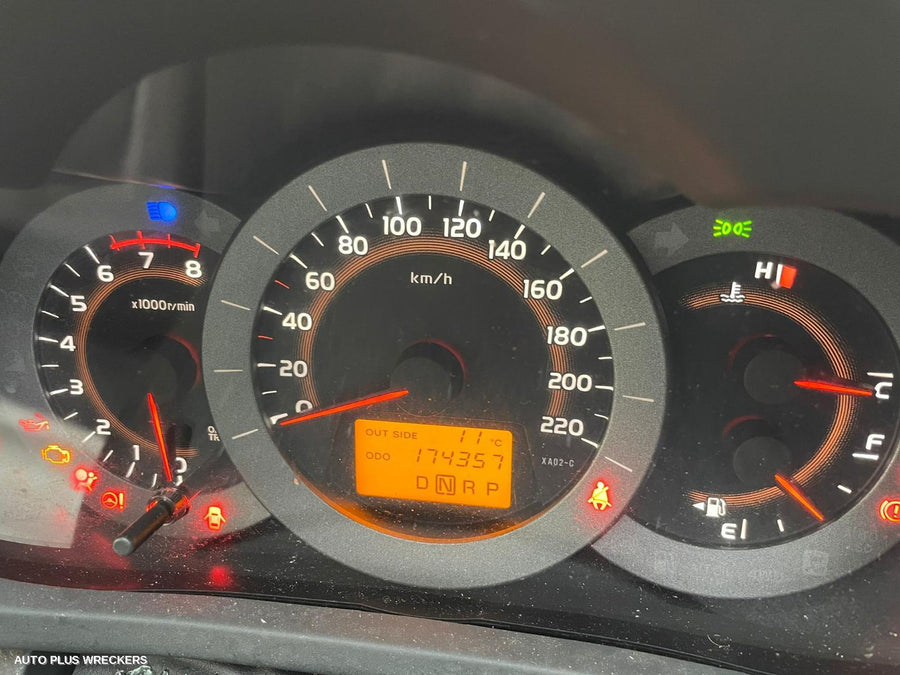 8
7
6
5
4
3
2
1
0
x1000r/min
0
20
40
60
80
100
120
140
160
180
200
220
km/h
OUT SIDE 11 °C
ODO 174357
D N R P
XA02-C
H
C
F
E
AUTO PLUS WRECKERS